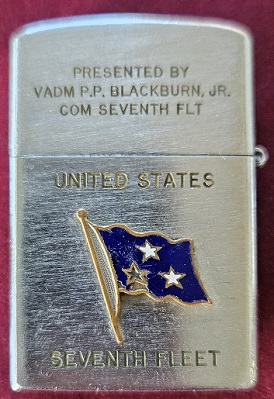 PRESENTED BY
VADM P.P. BLACKBURN, JR.
COM SEVENTH FLT
UNITED STATES
SEVENTH FLEET